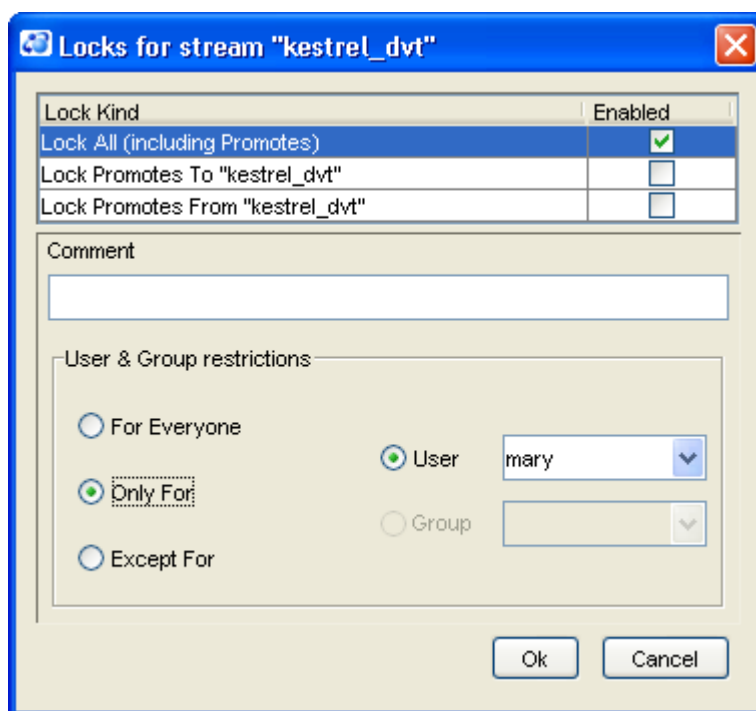 Locks for stream "kestrel_dvt"
Lock Kind Enabled
Lock All (including Promotes)
Lock Promotes To "kestrel_dvt"
Lock Promotes From "kestrel_dvt"
Comment
User & Group restrictions
For Everyone
User mary
Only For
Group
Except For
Ok Cancel